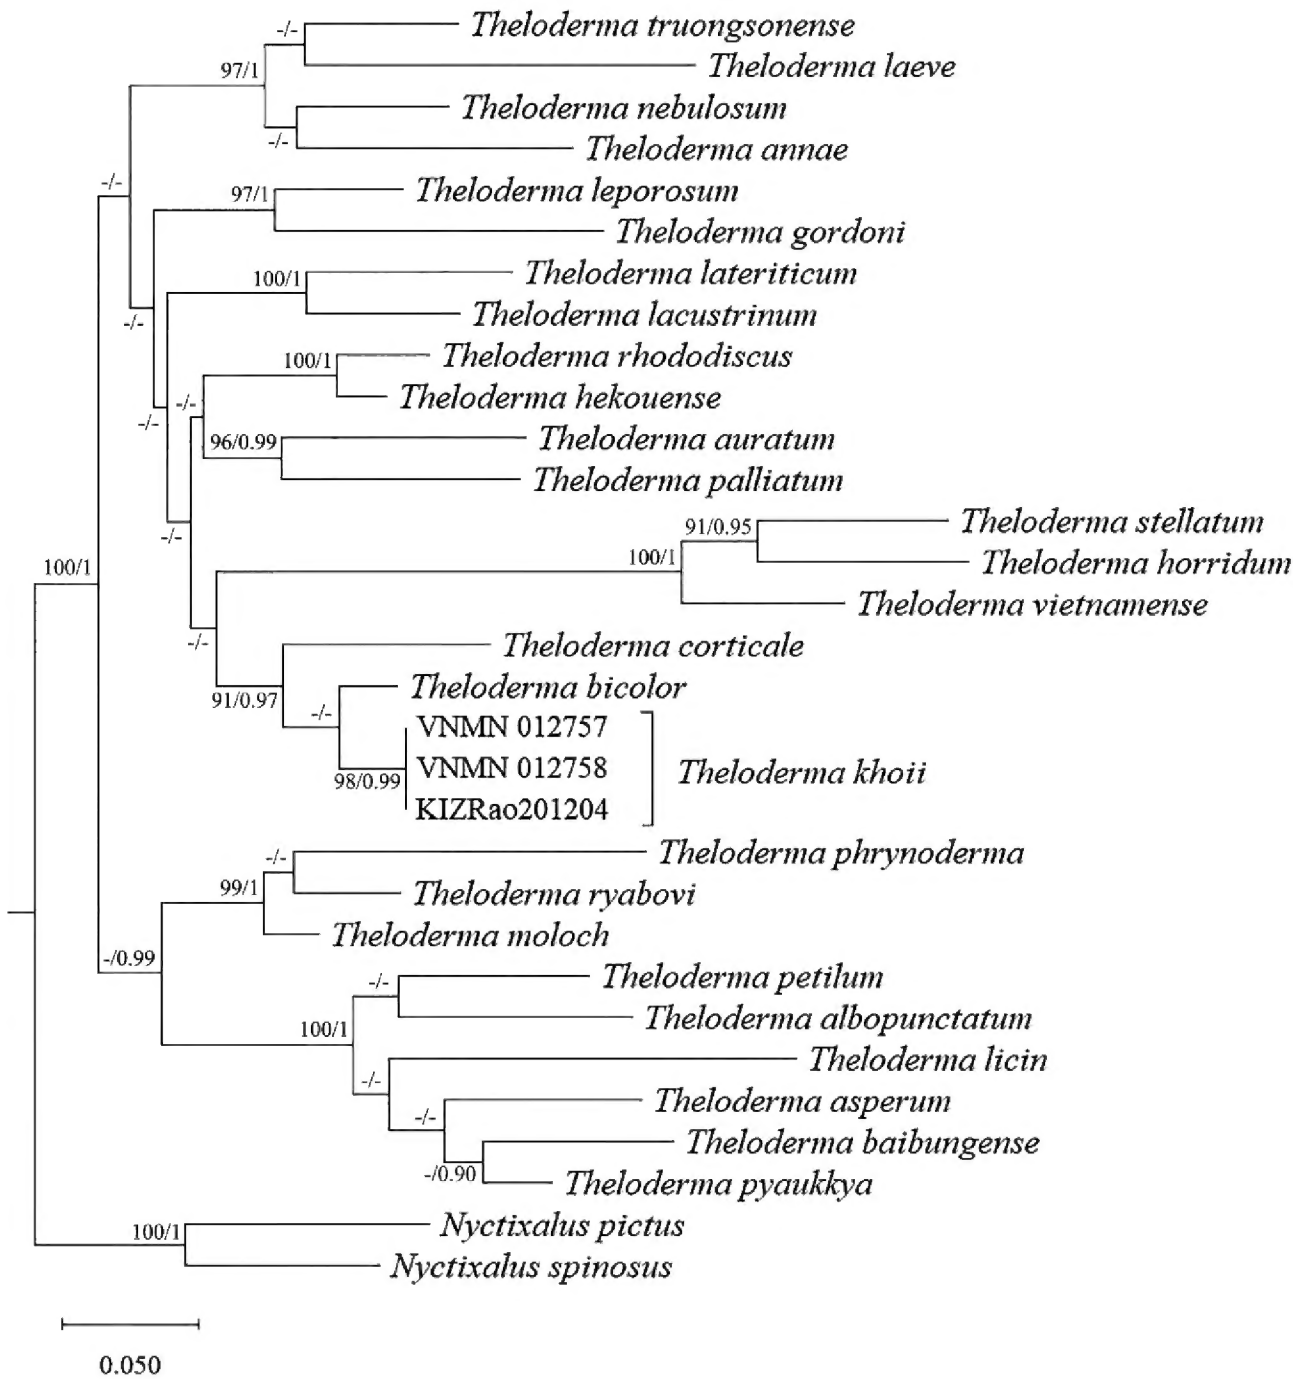 -/-
Theloderma truongsonense
97/1
Theloderma laeve
Theloderma nebulosum
-/-
Theloderma annae
-/-
97/1
Theloderma leporosum
Theloderma gordoni
100/1
Theloderma lateriticum
-/-
Theloderma lacustrinum
100/1
Theloderma rhododiscus
-/-
-/-
Theloderma hekouense
96/0.99
Theloderma auratum
Theloderma palliatum
-/-
91/0.95
Theloderma stellatum
100/1
100/1
Theloderma horridum
Theloderma vietnamense
-/-
Theloderma corticale
91/0.97
Theloderma bicolor
-/-
VNMN 012757
98/0.99
VNMN 012758
Theloderma khoii
KIZRao201204
-/-
Theloderma phrynoderma
99/1
Theloderma ryabovi
Theloderma moloch
-/0.99
-/-
Theloderma petilum
100/1
Theloderma albopunctatum
Theloderma licin
-/-
-/-
Theloderma asperum
Theloderma baibungense
-/0.90
Theloderma pyaukkya
100/1
Nyctixalus pictus
Nyctixalus spinosus
0.050